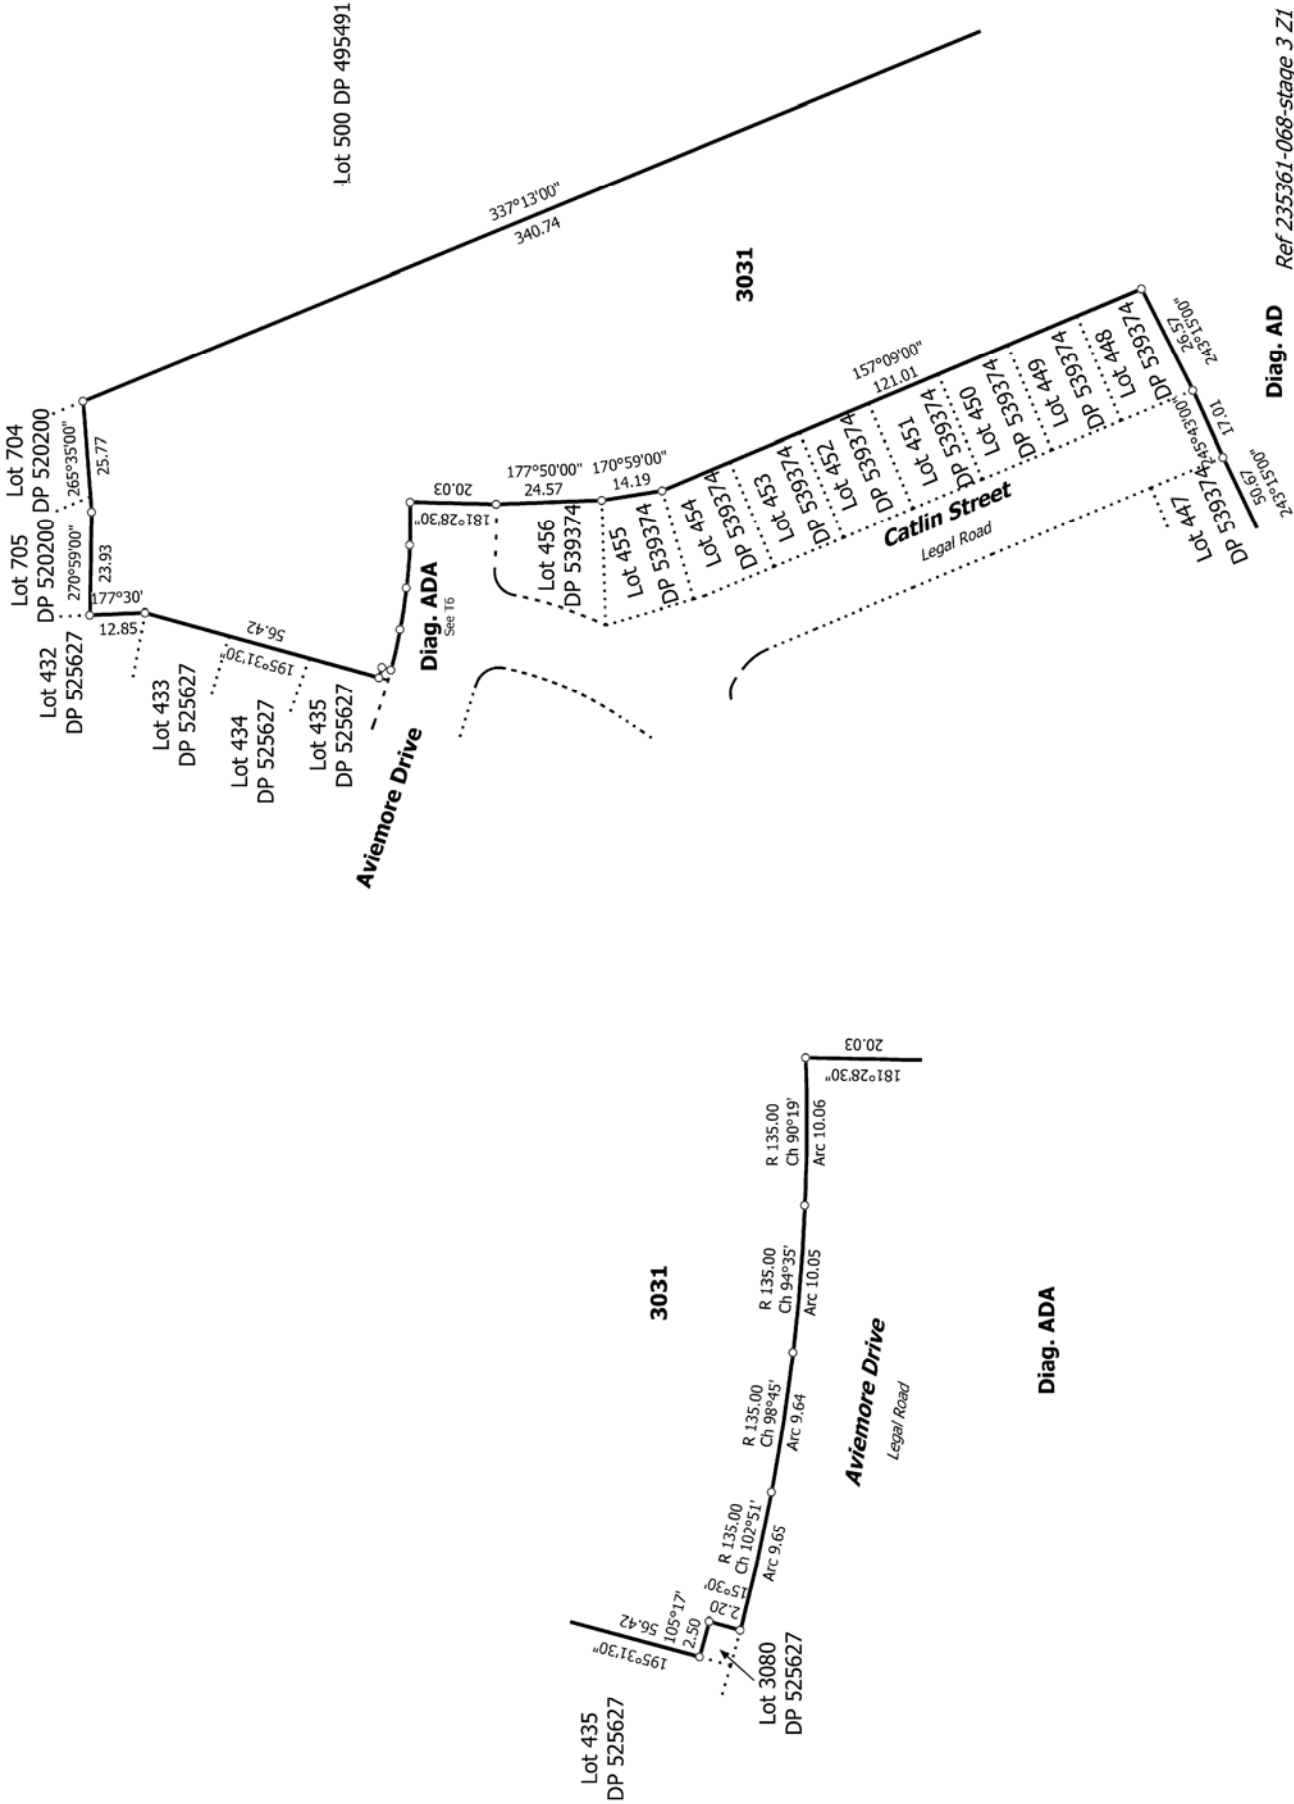 Lot 704
DP 520200
Lot 705
DP 520200
Lot 432
DP 525627
265°35'00"
25.77
270°59'00"
23.93
177°30'
12.85
Lot 500 DP 495491
337°13'00"
340.74
56.42
195°31'30"
Lot 433
DP 525627
Lot 434
DP 525627
Lot 435
DP 525627
Aviemore Drive
Diag. ADA
See T6
20.03
181°28'30"
177°50'00"
24.57
170°59'00"
14.19
3031
157°09'00"
121.01
Lot 456
DP 539374
Lot 455
DP 539374
Lot 454
DP 539374
Lot 453
DP 539374
Lot 452
DP 539374
Lot 451
DP 539374
Lot 450
DP 539374
Lot 449
DP 539374
Lot 448
DP 539374
Catlin Street
Legal Road
26.57
243°15'00"
245°43'00"
17.01
50.67
243°15'00"
Lot 447
DP 539374
Diag. AD
Ref 235361-068-stage 3 Z1
3031
20.03
181°28'30"
R 135.00
Ch 90°19'
Arc 10.06
R 135.00
Ch 94°35'
Arc 10.05
R 135.00
Ch 98°45'
Arc 9.64
R 135.00
Ch 102°51'
Arc 9.65
15°30'
2.20
105°17'
2.50
56.42
195°31'30"
Lot 435
DP 525627
Lot 3080
DP 525627
Aviemore Drive
Legal Road
Diag. ADA